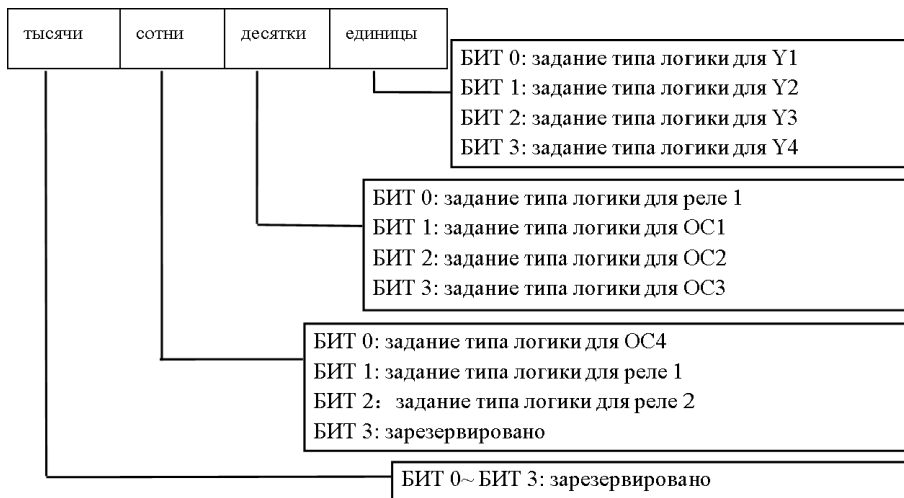 тысячи сотни десятки единицы
БИТ 0: задание типа логики для Y1
БИТ 1: задание типа логики для Y2
БИТ 2: задание типа логики для Y3
БИТ 3: задание типа логики для Y4
БИТ 0: задание типа логики для реле 1
БИТ 1: задание типа логики для ОС1
БИТ 2: задание типа логики для ОС2
БИТ 3: задание типа логики для ОС3
БИТ 0: задание типа логики для ОС4
БИТ 1: задание типа логики для реле 1
БИТ 2：задание типа логики для реле 2
БИТ 3: зарезервировано
БИТ 0~ БИТ 3: зарезервировано